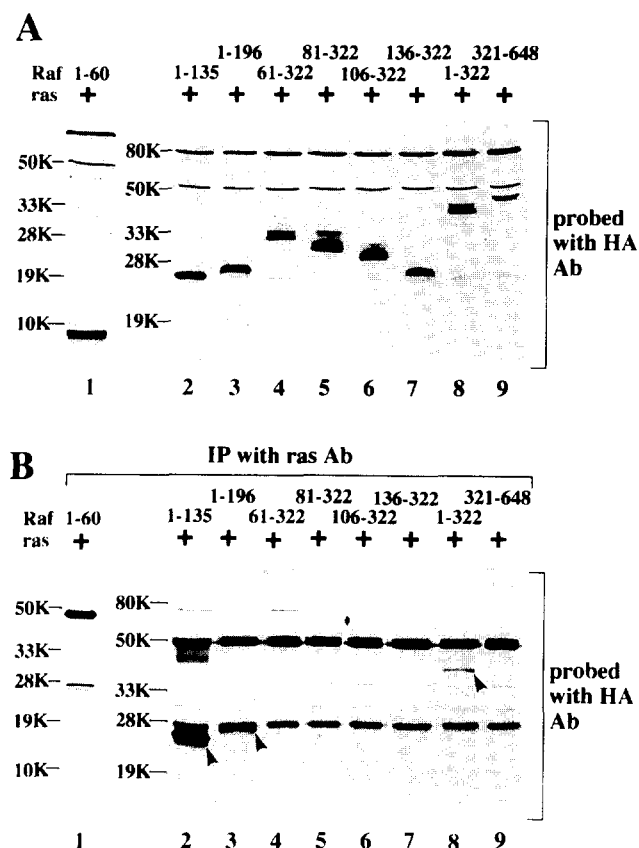 A
1-196 81-322 136-322 321-648
Raf 1-60 1-135 61-322 106-322 1-322
ras + + + + + + + + +
50K
33K
28K
19K
10K
80K
50K
33K
28K
19K
probed
with HA
Ab
1 2 3 4 5 6 7 8 9
B
IP with ras Ab
1-196 81-322 136-322 321-648
Raf 1-60 1-135 61-322 106-322 1-322
ras + + + + + + + + +
50K
33K
28K
19K
10K
80K
50K
33K
28K
19K
probed
with HA
Ab
1 2 3 4 5 6 7 8 9